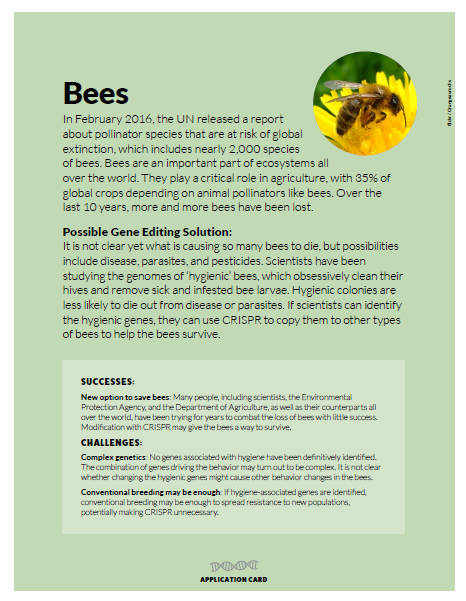 Bees
In February 2016, the UN released a report
about pollinator species that are at risk of global
extinction, which includes nearly 2,000 species
of bees. Bees are an important part of ecosystems all
over the world. They play a critical role in agriculture, with 35% of
global crops depending on animal pollinators like bees. Over the
last 10 years, more and more bees have been lost.
Possible Gene Editing Solution:
It is not clear yet what is causing so many bees to die, but possibilities
include disease, parasites, and pesticides. Scientists have been
studying the genomes of ‘hygienic’ bees, which obsessively clean their
hives and remove sick and infested bee larvae. Hygienic colonies are
less likely to die out from disease or parasites. If scientists can identify
the hygienic genes, they can use CRISPR to copy them to other types
of bees to help the bees survive.
SUCCESSES:
New option to save bees: Many people, including scientists, the Environmental
Protection Agency, and the Department of Agriculture, as well as their counterparts all
over the world, have been trying for years to combat the loss of bees with little success.
Modification with CRISPR may give the bees a way to survive.
CHALLENGES:
Complex genetics: No genes associated with hygiene have been definitively identified.
The combination of genes driving the behavior may turn out to be complex. It is not clear
whether changing the hygienic genes might cause other behavior changes in the bees.
Conventional breeding may be enough: If hygiene-associated genes are identified,
conventional breeding may be enough to spread resistance to new populations,
potentially making CRISPR unnecessary.
APPLICATION CARD